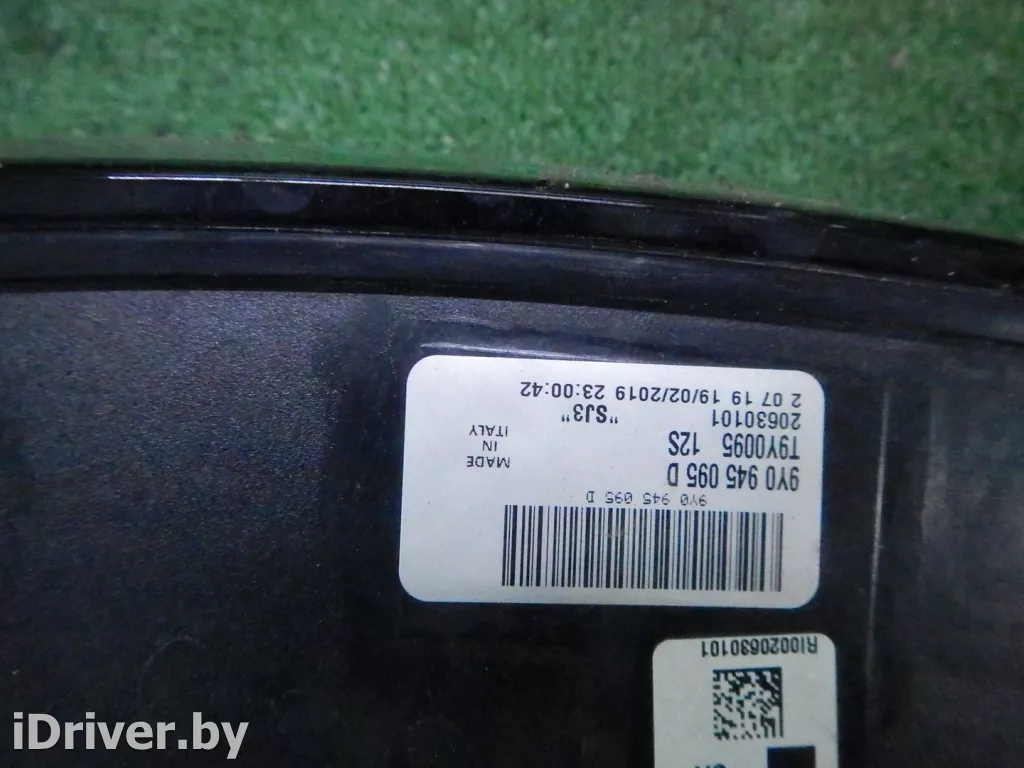 9Y0 945 095 D
9Y0 945 095 D
T9Y0095 12S
MADE
IN
ITALY
20630101
"SJ3"
2 07 19 19/02/2019 23:00:42
RI0020630101
iDriver.by